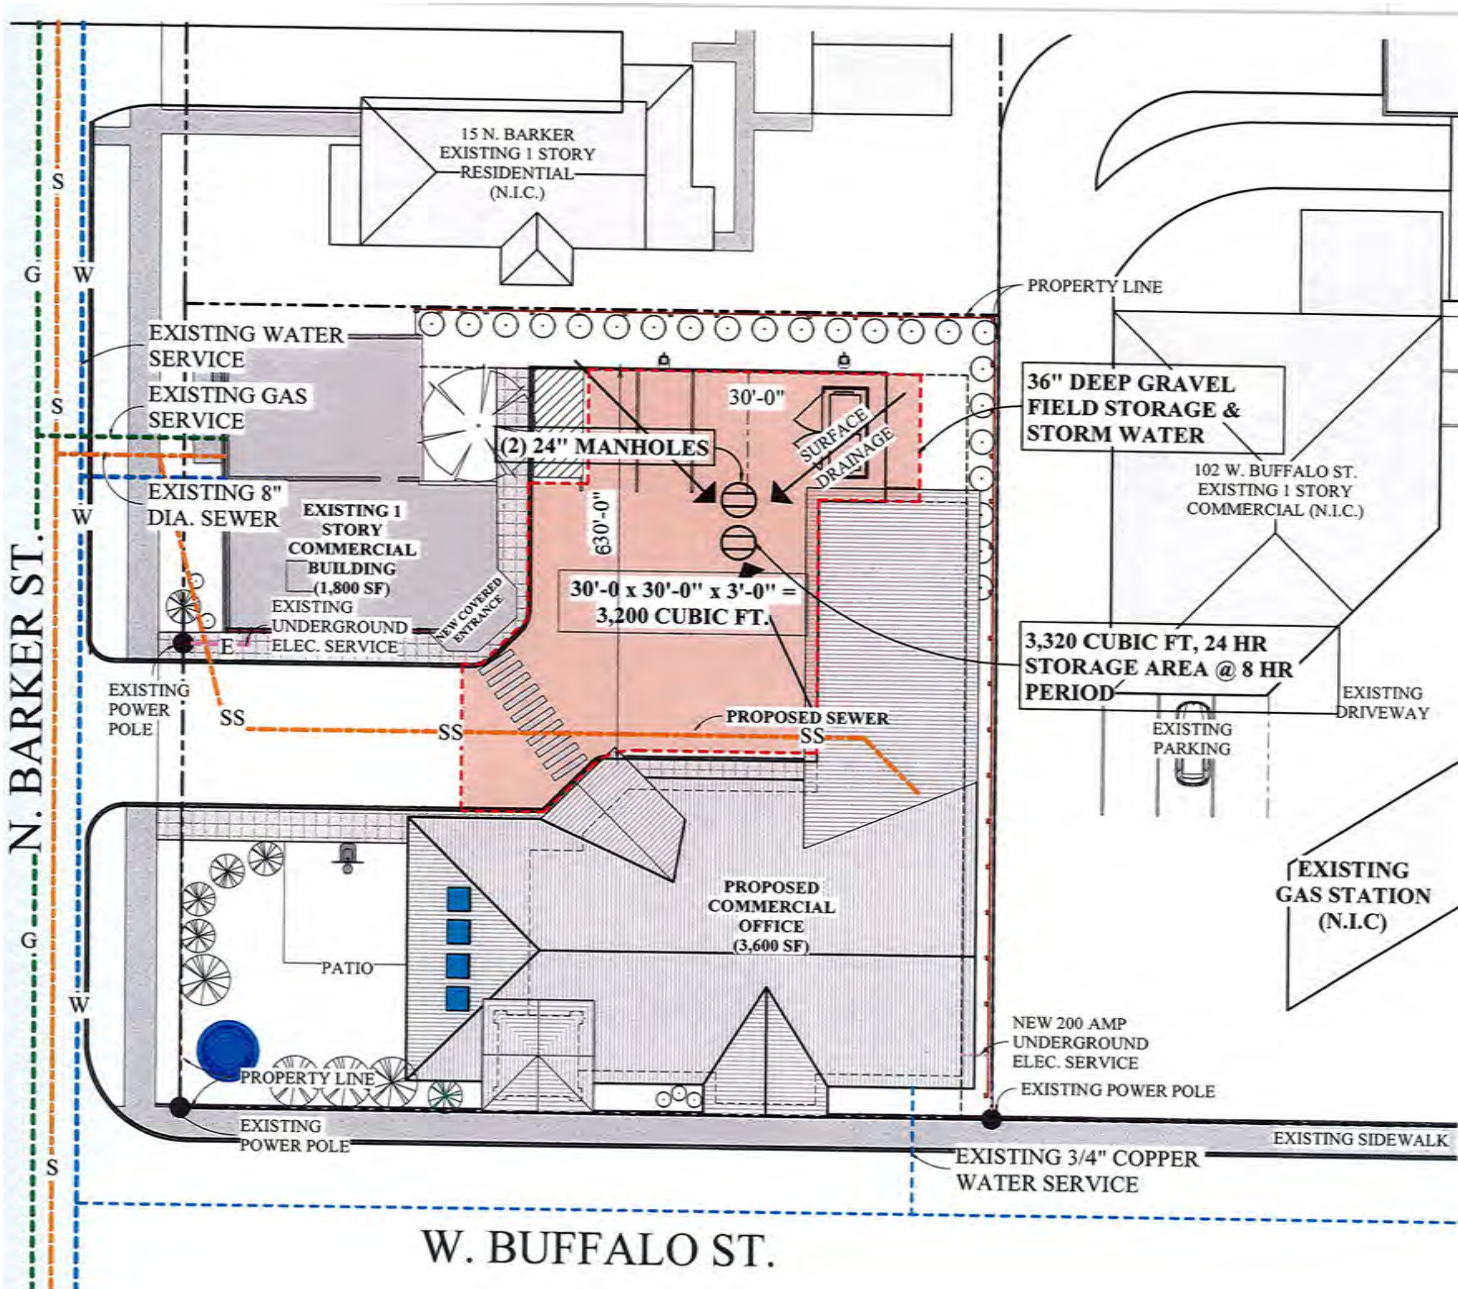 15 N. BARKER
EXISTING 1 STORY
RESIDENTIAL
(N.I.C.)
S
G
W
PROPERTY LINE
EXISTING WATER
SERVICE
EXISTING GAS
SERVICE
S
36" DEEP GRAVEL
FIELD STORAGE &
STORM WATER
30'-0"
SURFACE
DRAINAGE
(2) 24" MANHOLES
102 W. BUFFALO ST.
EXISTING 1 STORY
COMMERCIAL (N.I.C.)
EXISTING 8"
DIA. SEWER
W
EXISTING 1
STORY
COMMERCIAL
BUILDING
(1,800 SF)
630'-0"
N. BARKER ST.
30'-0 x 30'-0" x 3'-0" =
3,200 CUBIC FT.
NEW COVERED
ENTRANCE
EXISTING
UNDERGROUND
ELEC. SERVICE
E
3,320 CUBIC FT, 24 HR
STORAGE AREA @ 8 HR
PERIOD
EXISTING
POWER
POLE
EXISTING
DRIVEWAY
SS
SS
PROPOSED SEWER
SS
EXISTING
PARKING
EXISTING
GAS STATION
(N.I.C)
PROPOSED
COMMERCIAL
OFFICE
(3,600 SF)
G
PATIO
W
NEW 200 AMP
UNDERGROUND
ELEC. SERVICE
PROPERTY LINE
EXISTING POWER POLE
EXISTING
POWER POLE
EXISTING SIDEWALK
S
EXISTING 3/4" COPPER
WATER SERVICE
W. BUFFALO ST.